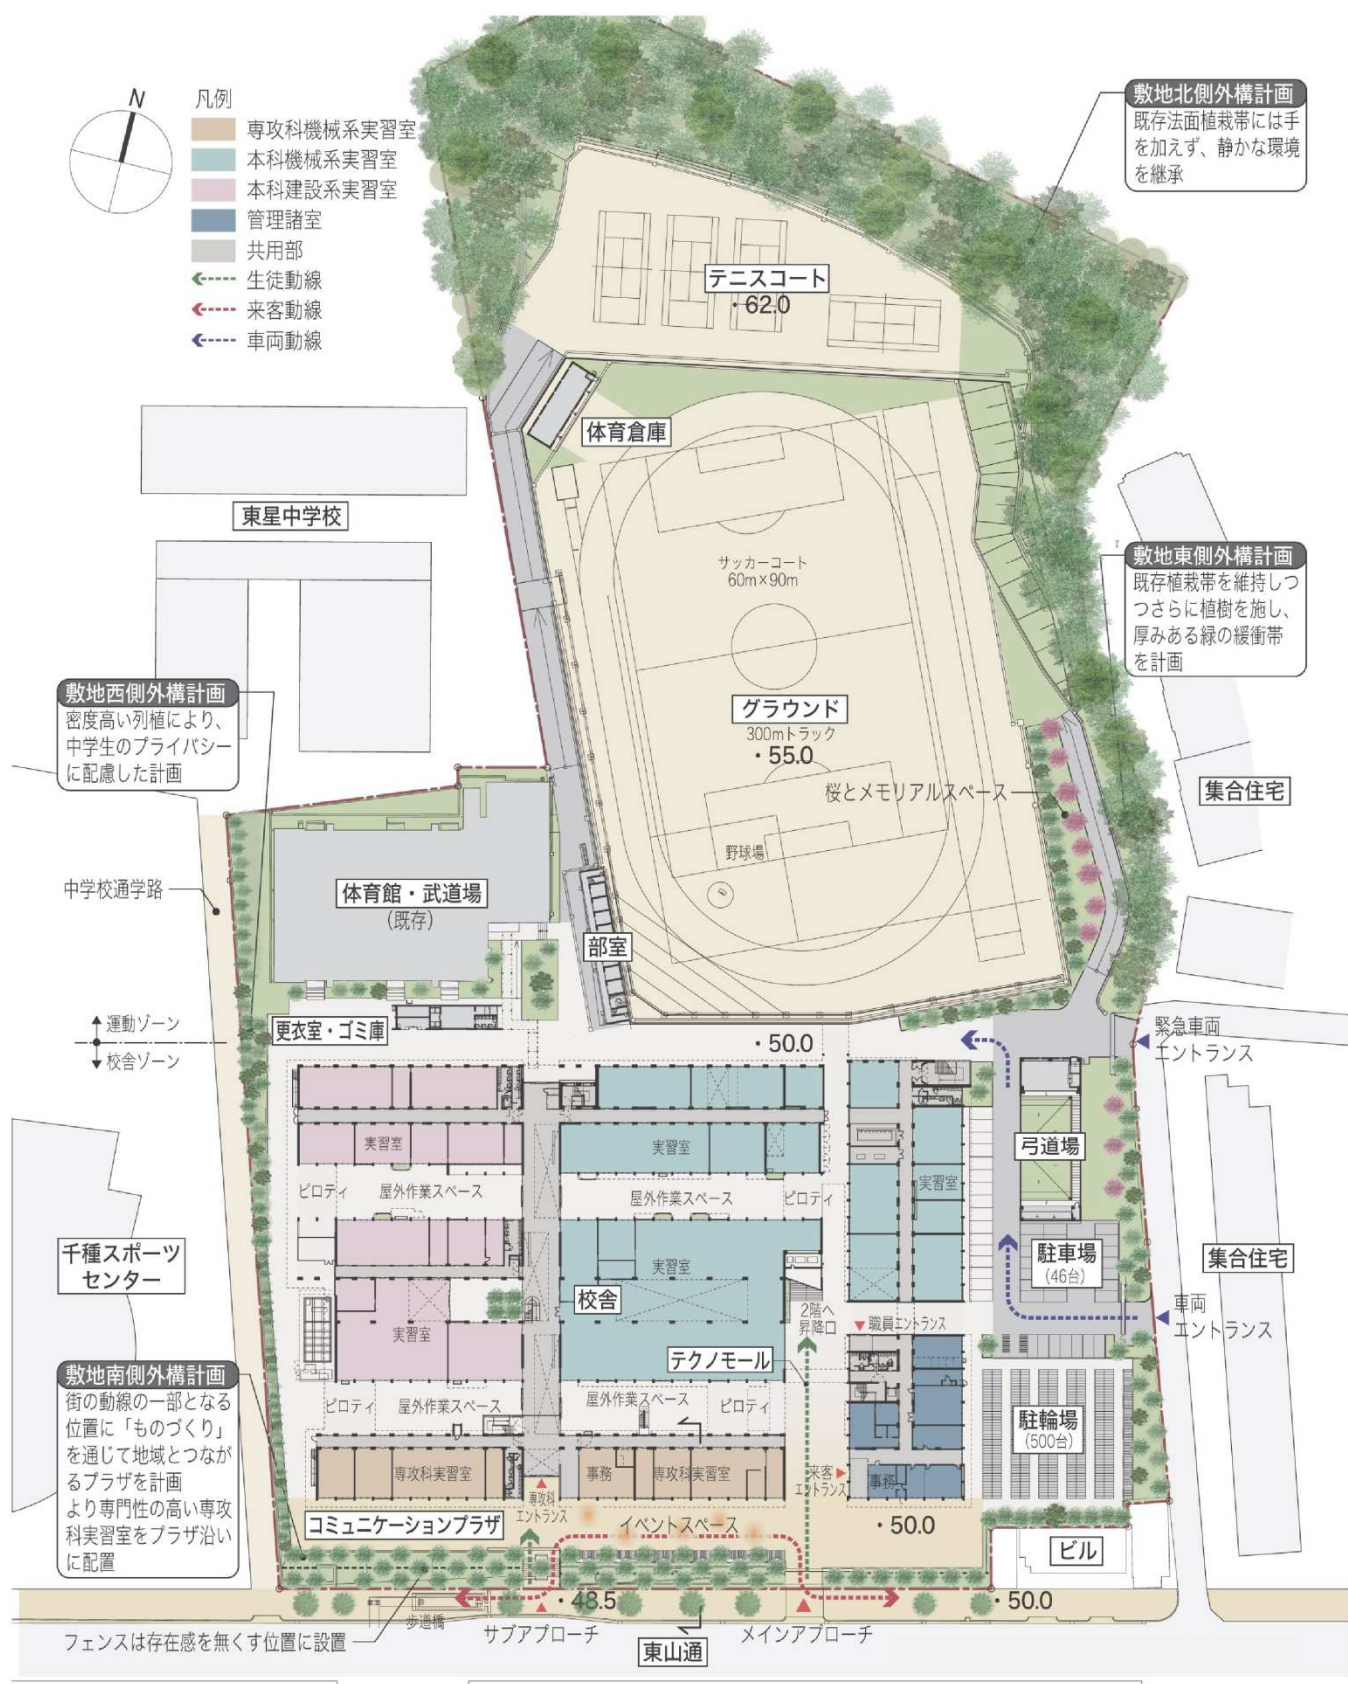 N
凡例
専攻科機械系実習室
本科機械系実習室
本科建設系実習室
管理諸室
共用部
生徒動線
来客動線
車両動線
敷地北側外構計画
既存法面植栽帯には手
を加えず、静かな環境
を継承
テニスコート
・62.0
体育倉庫
東星中学校
サッカーコート
60m×90m
敷地東側外構計画
既存植栽帯を維持しつ
つさらに植樹を施し、
厚みある緑の緩衝帯
を計画
敷地西側外構計画
密度高い列植により、
中学生のプライバシー
に配慮した計画
グラウンド
300mトラック
・55.0
桜とメモリアルスペース
集合住宅
野球場
中学校通学路
体育館・武道場
(既存)
部室
更衣室・ゴミ庫
運動ゾーン
校舎ゾーン
・50.0
緊急車両
エントランス
実習室
実習室
弓道場
実習室
ピロティ
屋外作業スペース
屋外作業スペース
ピロティ
千種スポーツ
センター
実習室
駐車場
(46台)
集合住宅
校舎
2階へ
昇降口
職員エントランス
車両
エントランス
実習室
テクノモール
敷地南側外構計画
街の動線の一部となる
位置に「ものづくり」
を通じて地域とつなが
るプラザを計画
より専門性の高い専攻
科実習室をプラザ沿い
に配置
ピロティ
屋外作業スペース
屋外作業スペース
ピロティ
駐輪場
(500台)
専攻科実習室
事務
専攻科実習室
来客
エントランス
事務
専攻科
エントランス
コミュニケーションプラザ
イベントスペース
・50.0
ビル
・48.5
・50.0
歩道橋
フェンスは存在感を無くす位置に設置
サブアプローチ
メインアプローチ
東山通